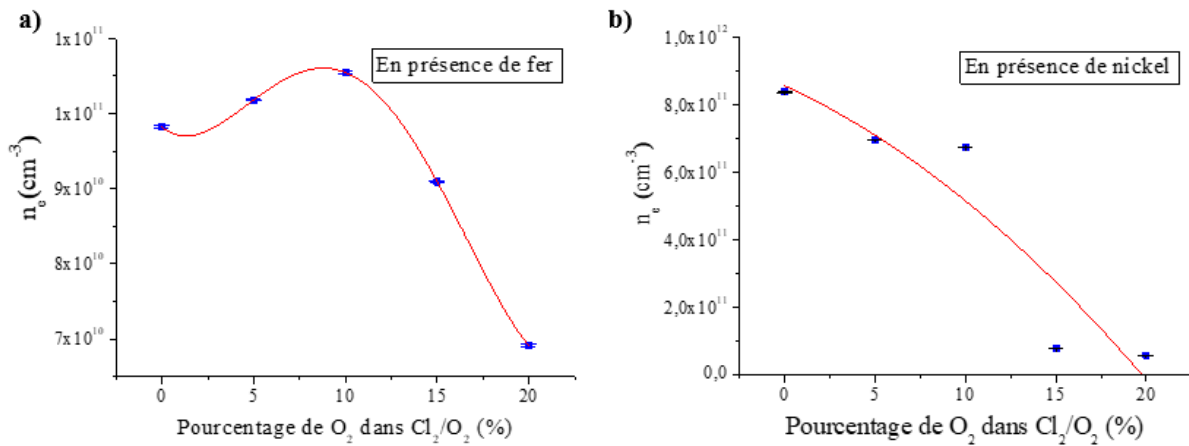 a)
1x10¹¹
1x10¹¹
9x10¹⁰
8x10¹⁰
7x10¹⁰
nₑ(cm⁻³)
En présence de fer
0 5 10 15 20
Pourcentage de O₂ dans Cl₂/O₂ (%)
b)
1,0x10¹²
8,0x10¹¹
6,0x10¹¹
4,0x10¹¹
2,0x10¹¹
0,0
nₑ (cm⁻³)
En présence de nickel
0 5 10 15 20
Pourcentage de O₂ dans Cl₂/O₂ (%)